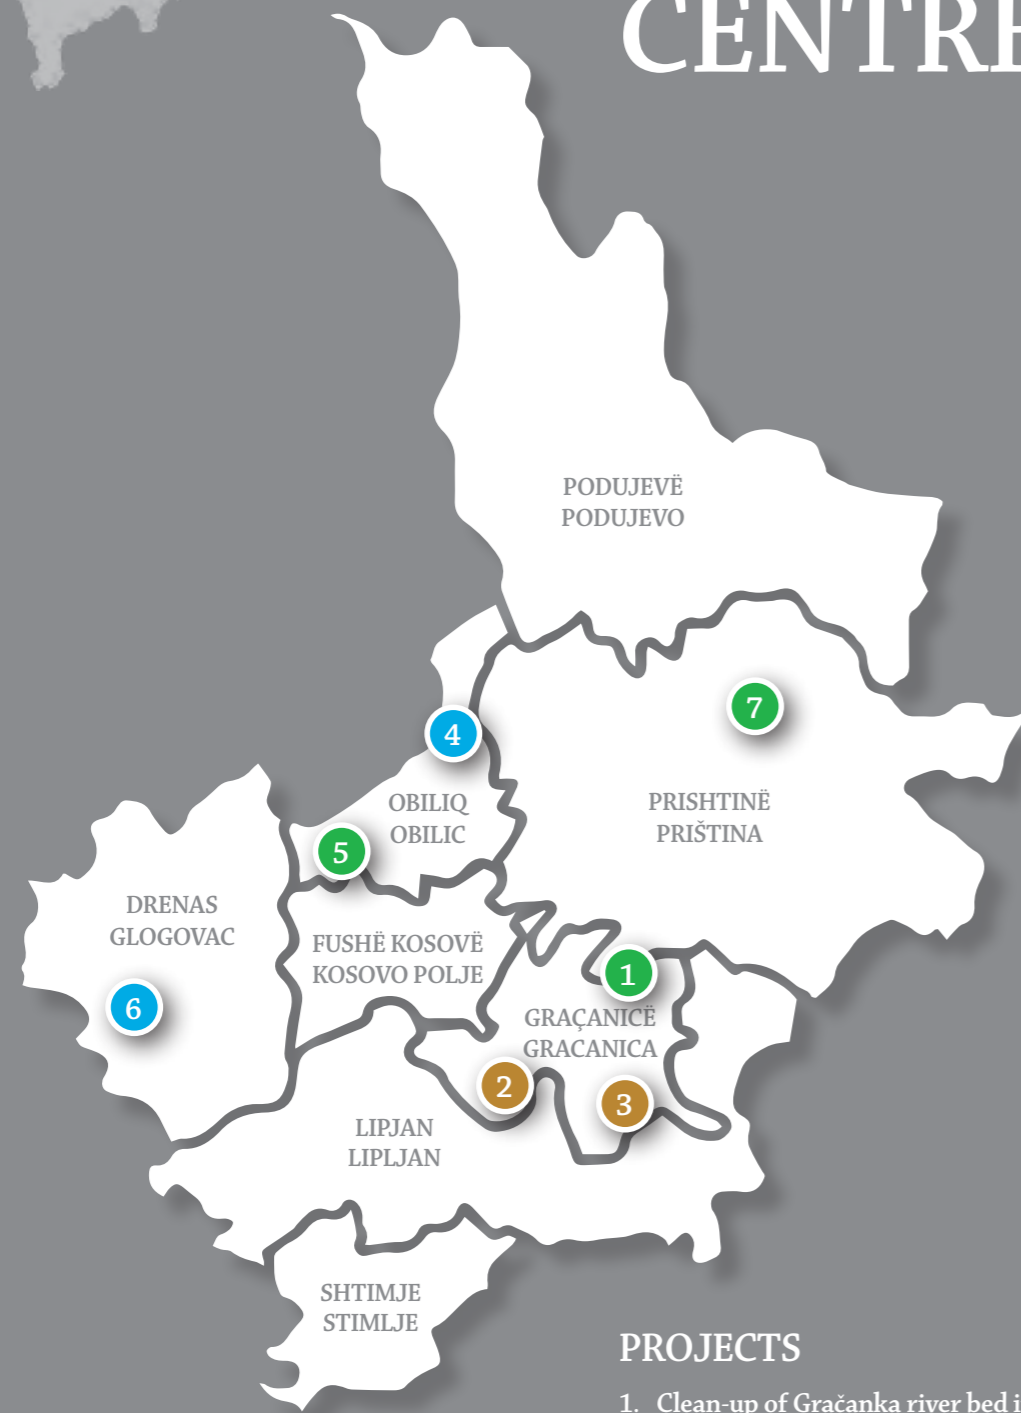 CENTRE
PODUJEVË
PODUJEVO
7
4
OBILIQ
OBILIC
PRISHTINË
PRIŠTINA
5
DRENAS
GLOGOVAC
FUSHË KOSOVË
KOSOVO POLJE
1
6
GRAÇANICË
GRACANICA
2
3
LIPJAN
LIPLJAN
SHTIMJE
STIMLJE
PROJECTS
1. Clean-up of Gračanka river bed i